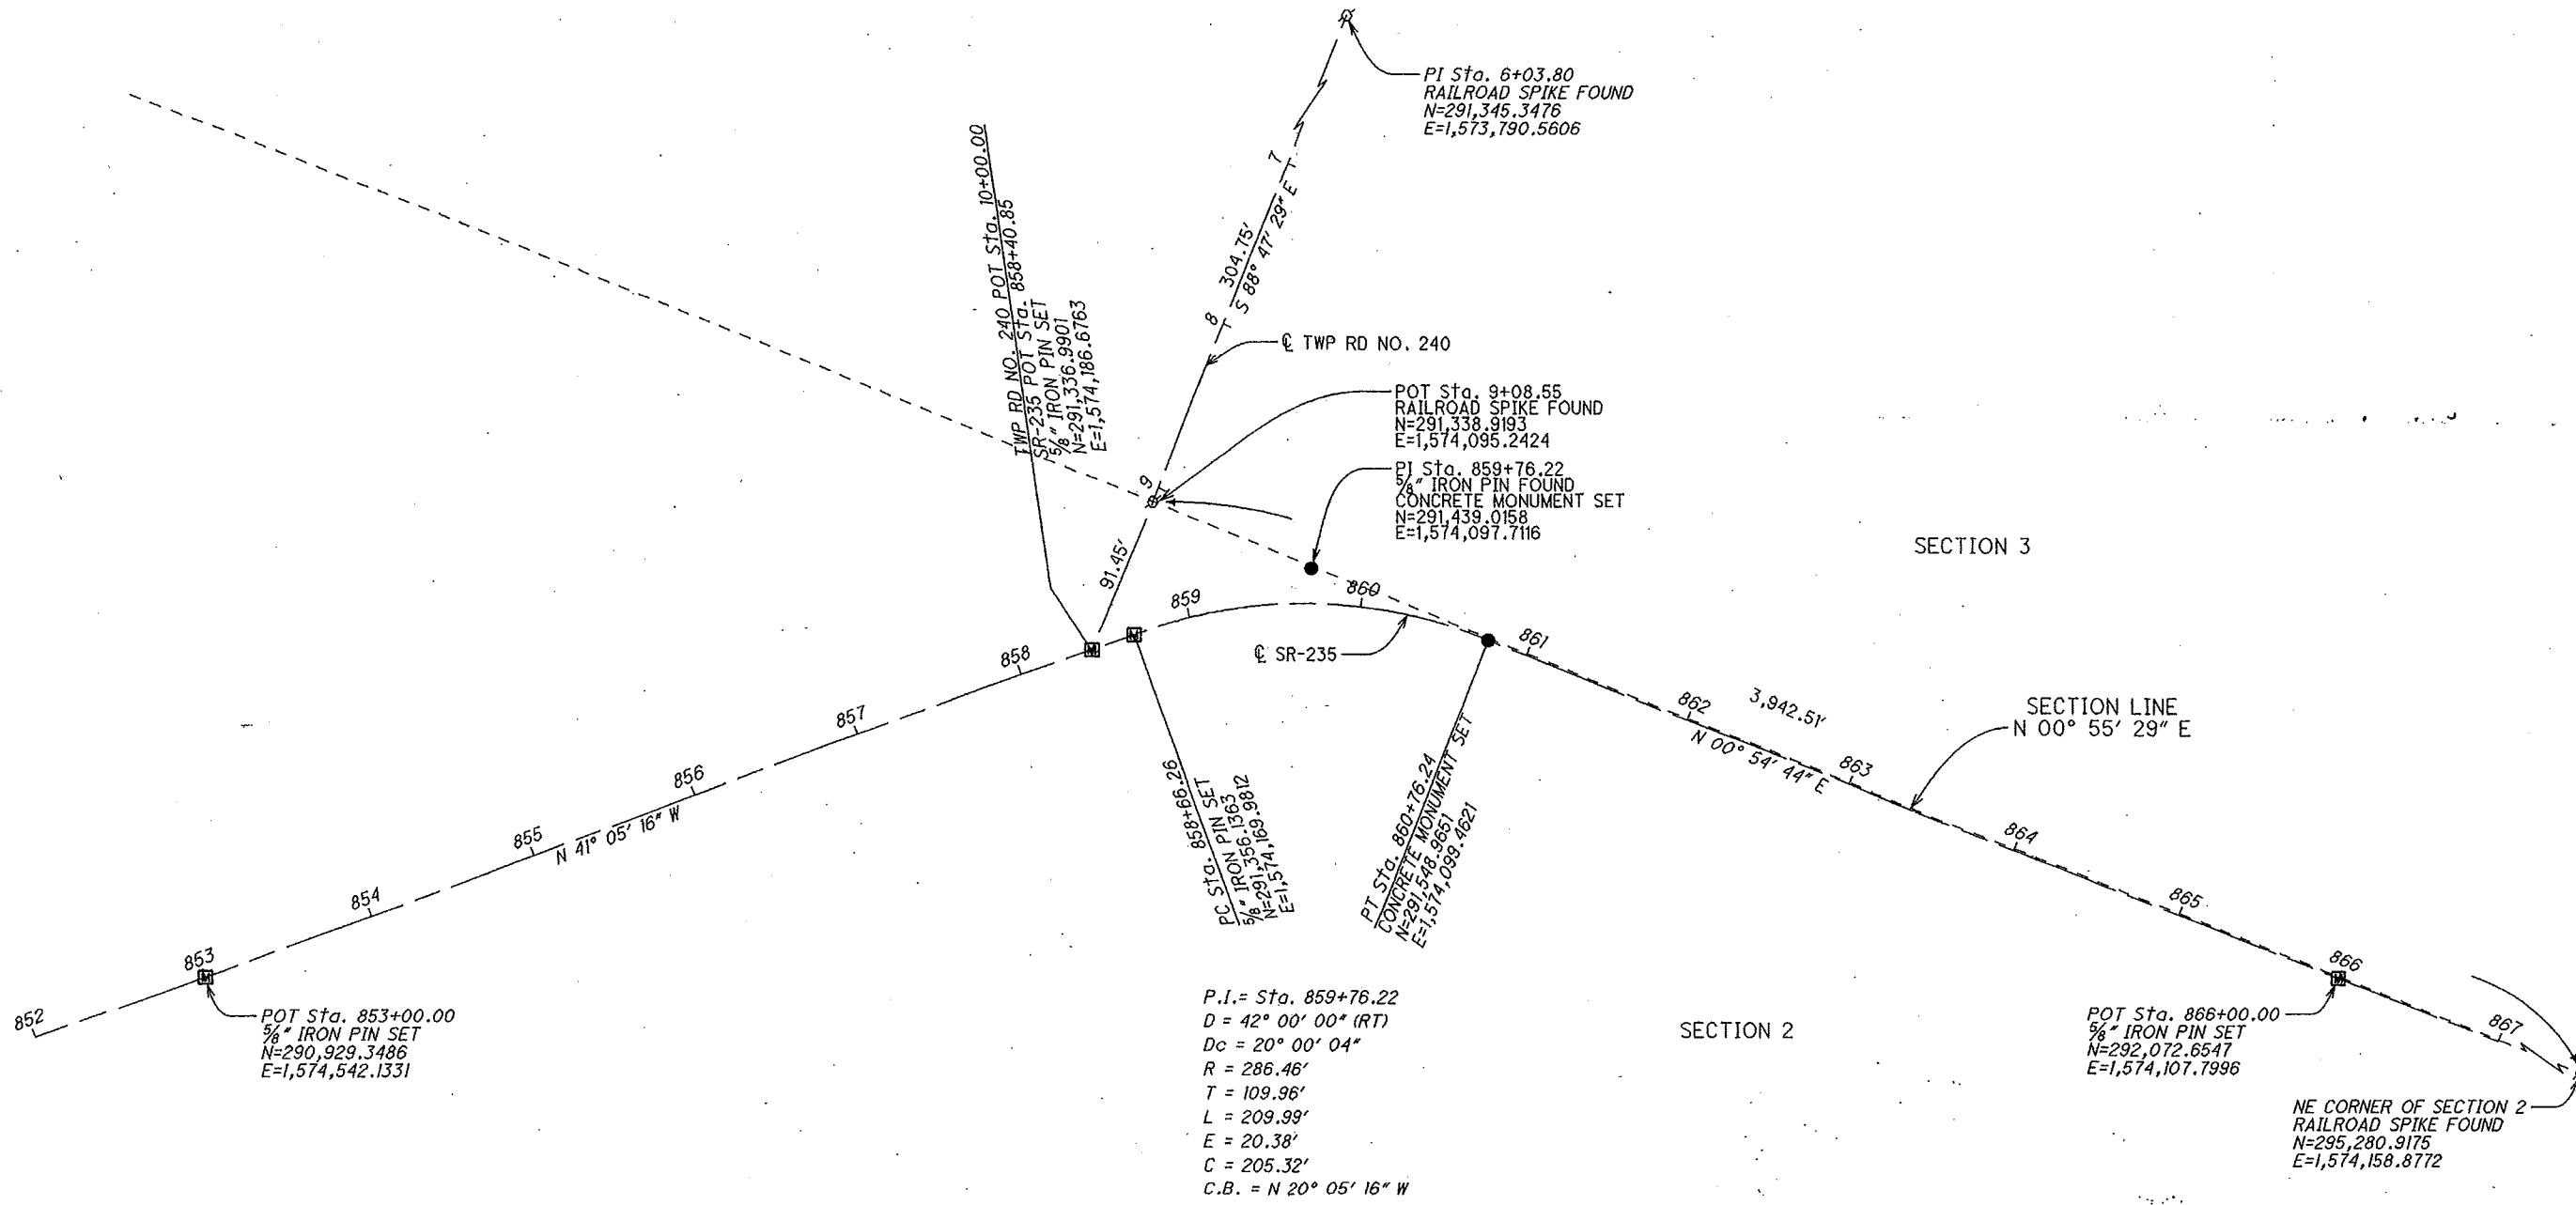 PI Sta. 6+03.80
RAILROAD SPIKE FOUND
N=291,345.3476
E=1,573,790.5606
7
304.75'
S 88° 47' 29" E
8
TWP RD NO. 240 POT Sta. 10+00.00
SR-235 POT Sta. 858+40.85
5/8" IRON PIN SET
N=291,336.9901
E=1,574,186.6763
℄ TWP RD NO. 240
POT Sta. 9+08.55
RAILROAD SPIKE FOUND
N=291,338.9193
E=1,574,095.2424
PI Sta. 859+76.22
5/8" IRON PIN FOUND
CONCRETE MONUMENT SET
N=291,439.0158
E=1,574,097.7116
9
91.45'
SECTION 3
859
860
861
℄ SR-235
858
857
856
855
854
853
852
N 41° 05' 16" W
862
3,942.51'
N 00° 54' 44" E
863
864
865
866
867
SECTION LINE
N 00° 55' 29" E
PC Sta. 858+66.26
5/8" IRON PIN SET
N=291,356.1363
E=1,574,169.9812
PT Sta. 860+76.24
CONCRETE MONUMENT SET
N=291,548.9651
E=1,574,099.4621
POT Sta. 853+00.00
5/8" IRON PIN SET
N=290,929.3486
E=1,574,542.1331
P.I.= Sta. 859+76.22
D = 42° 00' 00" (RT)
Dc = 20° 00' 04"
R = 286.46'
T = 109.96'
L = 209.99'
E = 20.38'
C = 205.32'
C.B. = N 20° 05' 16" W
SECTION 2
POT Sta. 866+00.00
5/8" IRON PIN SET
N=292,072.6547
E=1,574,107.7996
NE CORNER OF SECTION 2
RAILROAD SPIKE FOUND
N=295,280.9175
E=1,574,158.8772